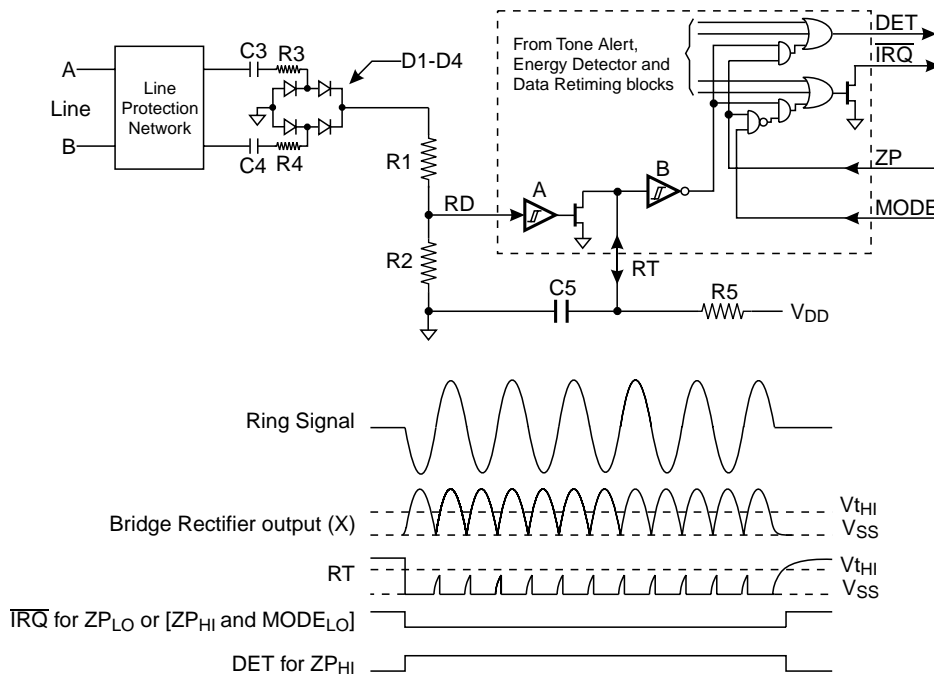 A
Line
B
Line
Protection
Network
C3
R3
C4
R4
D1-D4
R1
RD
R2
C5
From Tone Alert,
Energy Detector and
Data Retiming blocks
A
B
RT
R5
VDD
DET
IRQ
ZP
MODE
Ring Signal
Bridge Rectifier output (X)
VtHI
VSS
RT
VtHI
VSS
IRQ for ZPLO or [ZPHI and MODELO]
DET for ZPHI